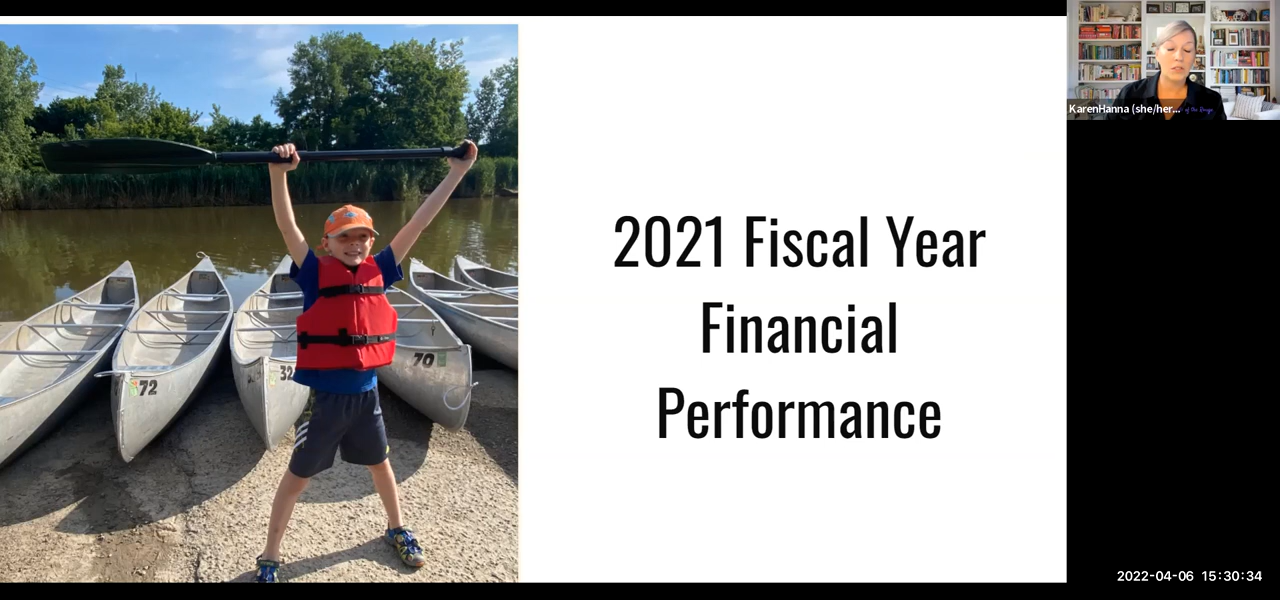 2021 Fiscal Year
Financial
Performance
KarenHanna (she/her...
72
32
70
2022-04-06 15:30:34